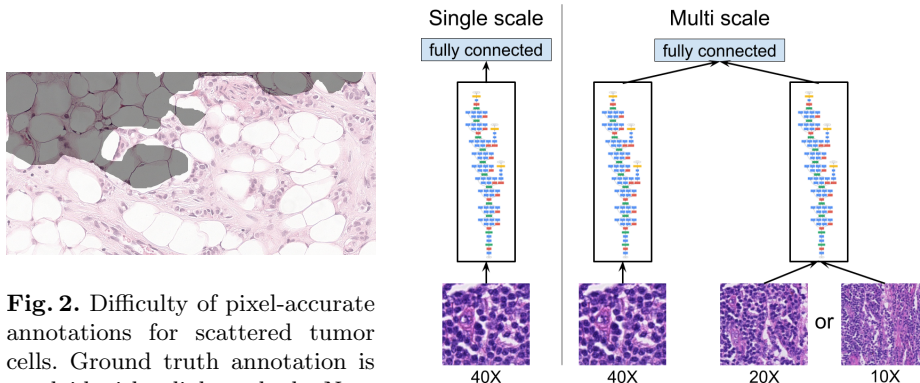 Single scale
Multi scale
fully connected
fully connected
Fig. 2. Difficulty of pixel-accurate
annotations for scattered tumor
cells. Ground truth annotation is
or
40X
40X
20X
10X